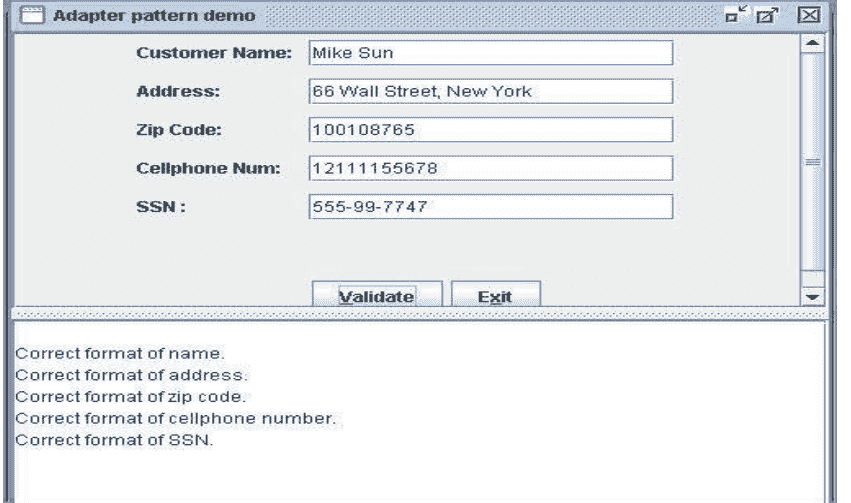 Adapter pattern demo
Customer Name: Mike Sun
Address: 66 Wall Street, New York
Zip Code: 100108765
Cellphone Num: 12111155678
SSN : 555-99-7747
Validate Exit
Correct format of name.
Correct format of address.
Correct format of zip code.
Correct format of cellphone number.
Correct format of SSN.